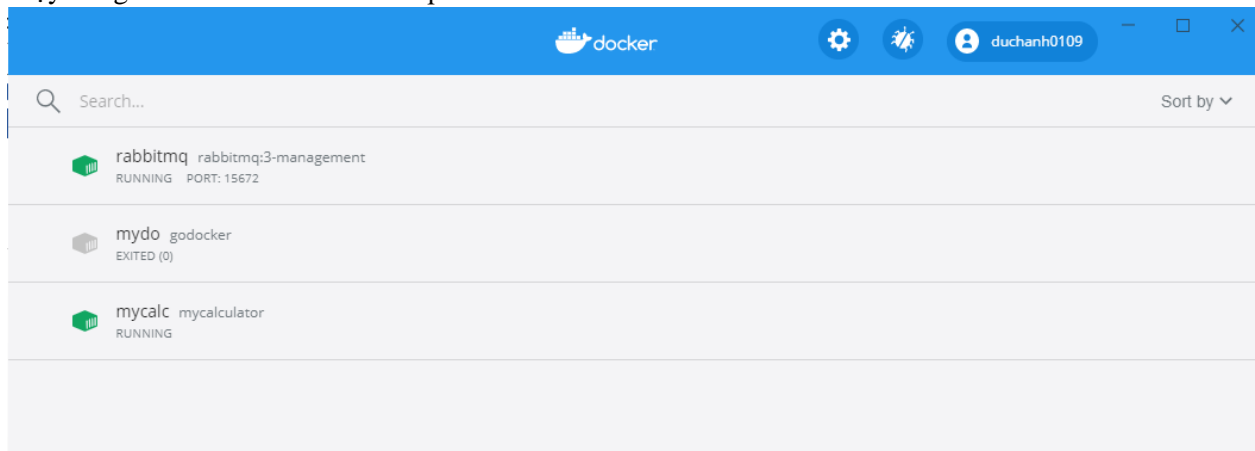 docker
duchanh0109
Search...
Sort by
rabbitmq rabbitmq:3-management
RUNNING PORT: 15672
mydo godocker
EXITED (0)
mycalc mycalculator
RUNNING